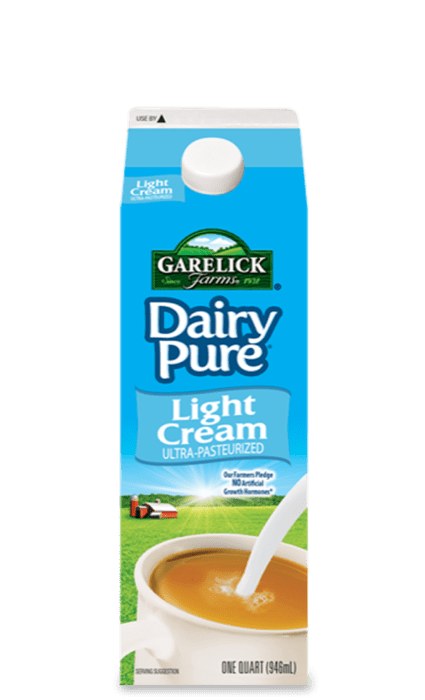 USE BY
Light
Cream
ULTRA-PASTEURIZED
GARELICK
Farms®
Dairy
Pure®
Light
Cream
ULTRA-PASTEURIZED
Our Farmers Pledge
NO Artificial
Growth Hormones*
SERVING SUGGESTION
ONE QUART (946mL)